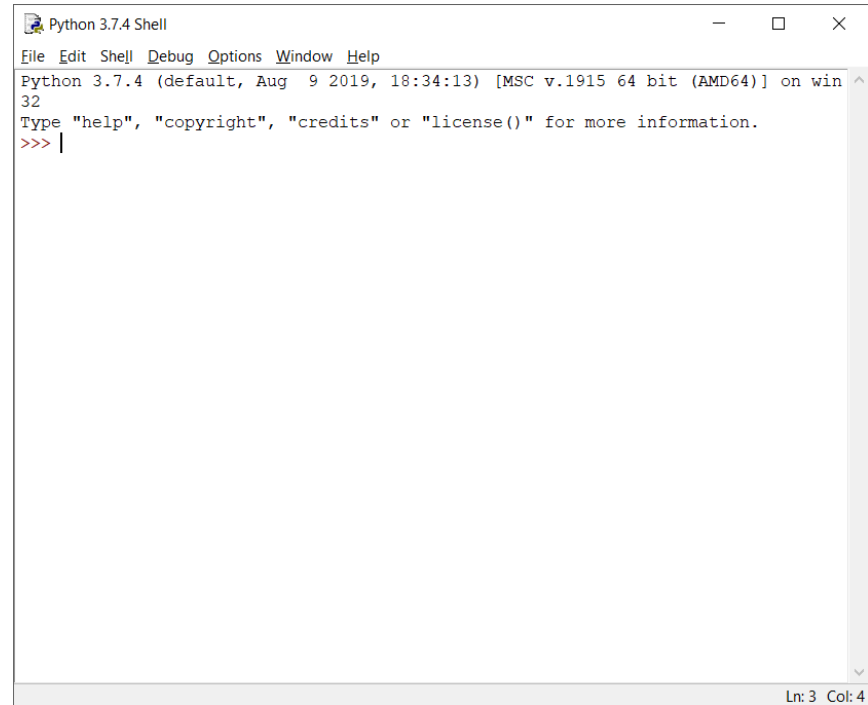 Python 3.7.4 Shell
File Edit Shell Debug Options Window Help
Python 3.7.4 (default, Aug  9 2019, 18:34:13) [MSC v.1915 64 bit (AMD64)] on win
32
Type "help", "copyright", "credits" or "license()" for more information.
>>>
Ln: 3 Col: 4